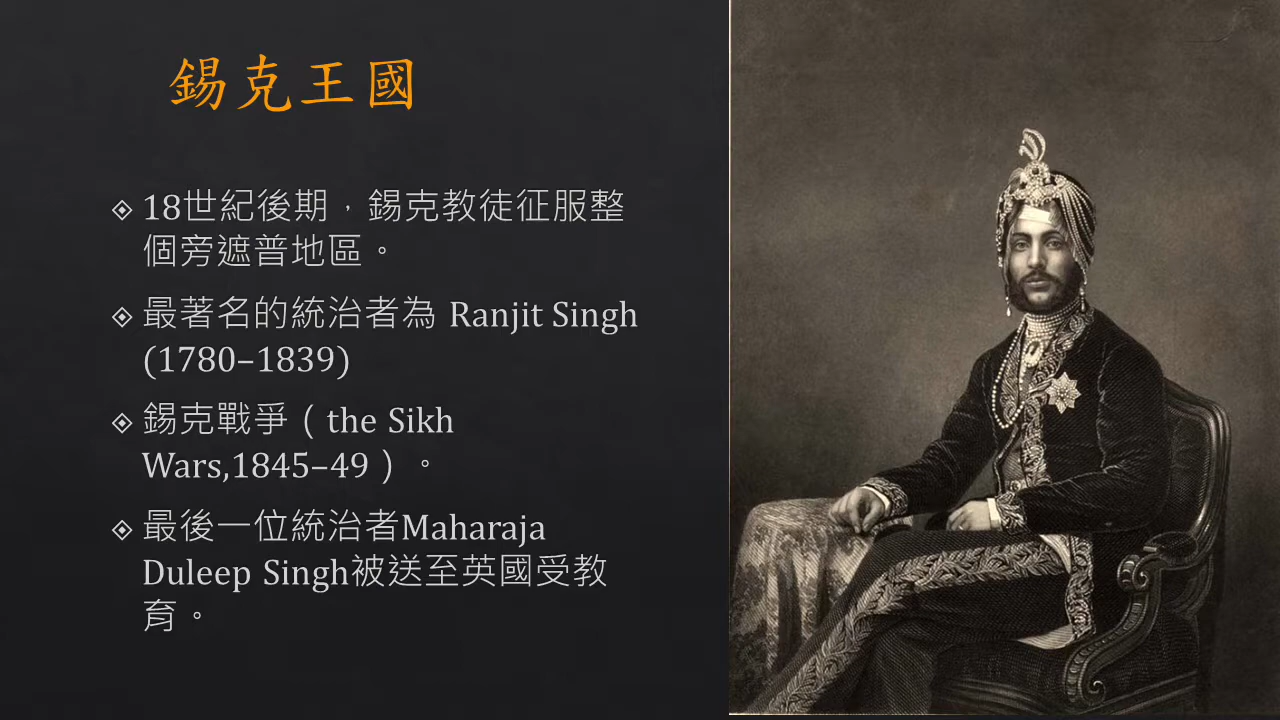 錫克王國
18世紀後期，錫克教徒征服整
個旁遮普地區。
最著名的統治者為 Ranjit Singh
(1780–1839)
錫克戰爭（the Sikh
Wars,1845–49）。
最後一位統治者Maharaja
Duleep Singh被送至英國受教
育。